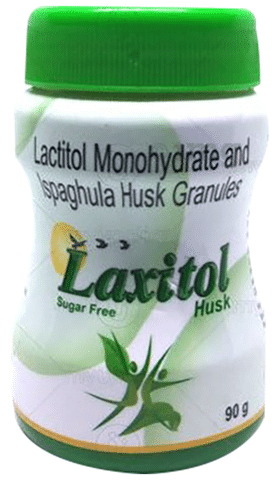 Lactitol Monohydrate and
Ispaghula Husk Granules
Laxitol
Sugar Free
Husk
90 g